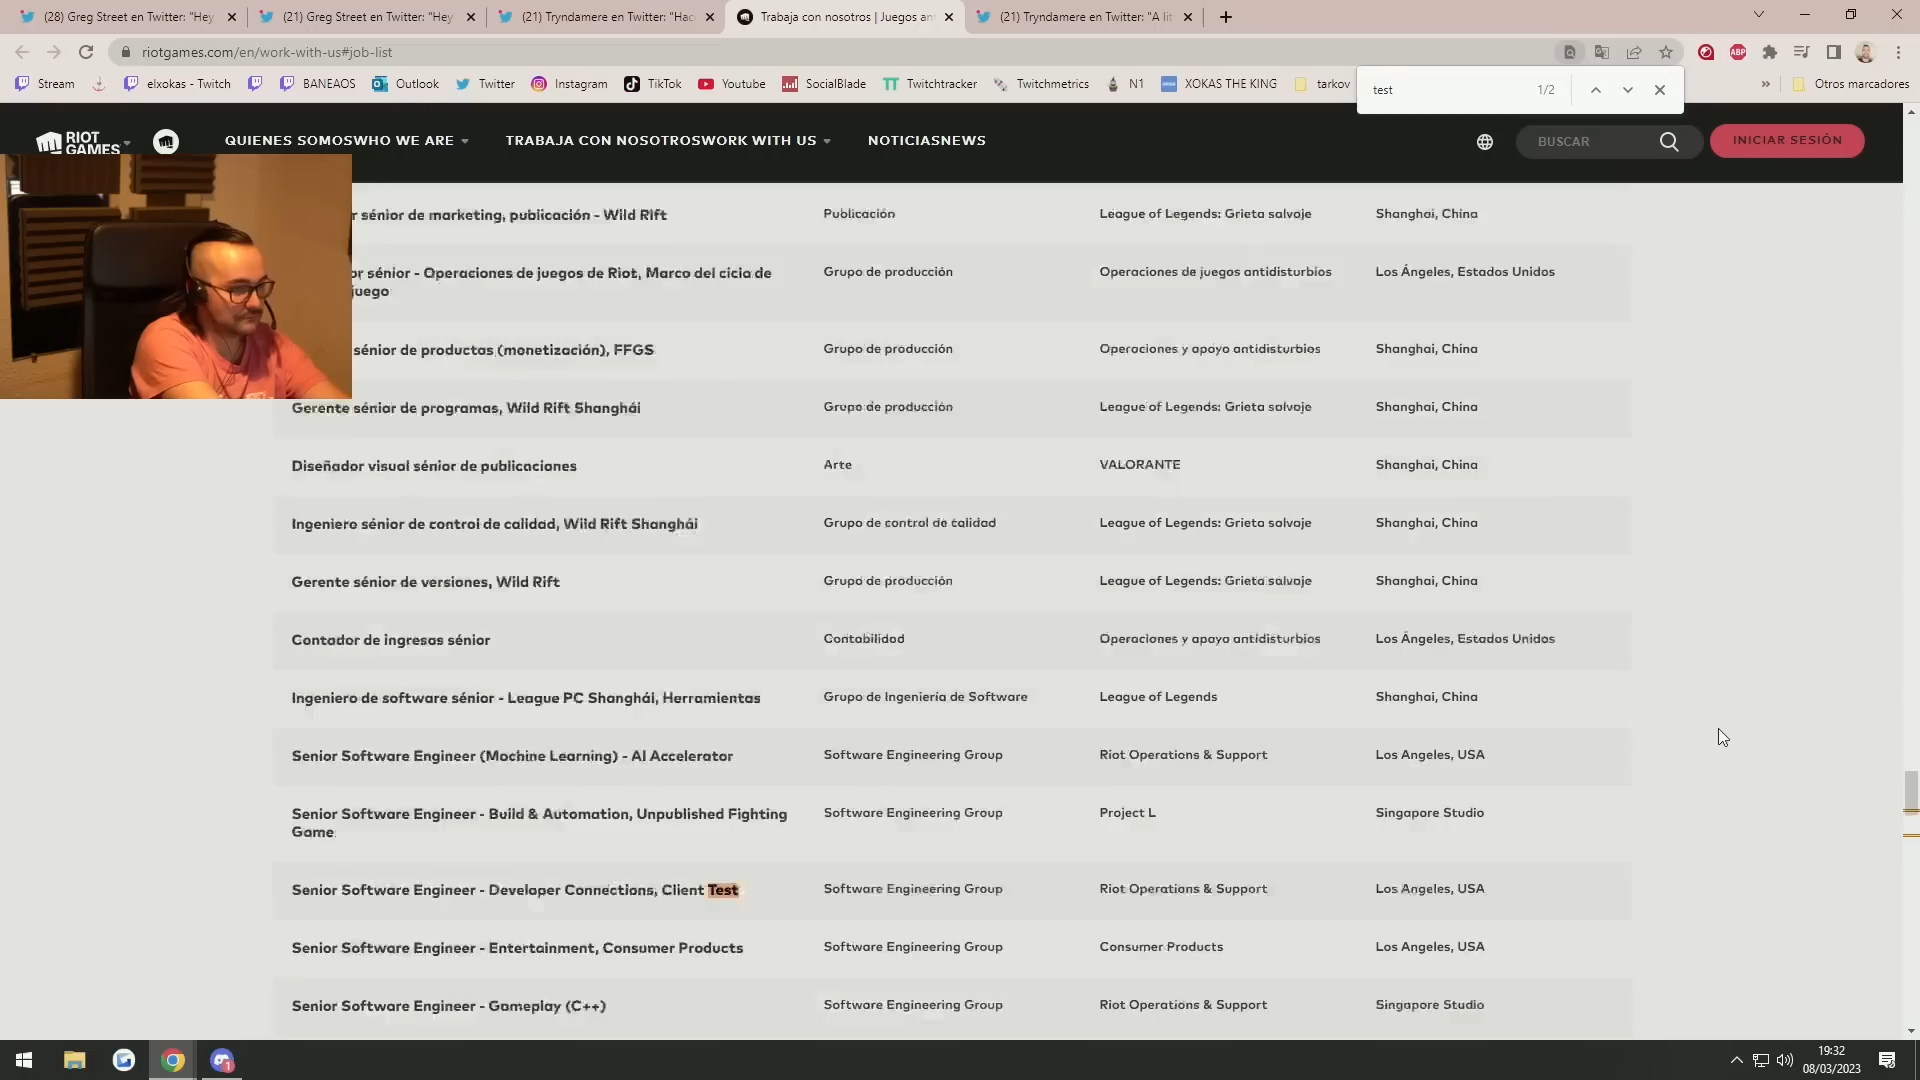 (28) Greg Street en Twitter: "Hey
(21) Greg Street en Twitter: "Hey
(21) Tryndamere en Twitter: "Hac
Trabaja con nosotros | Juegos ant
(21) Tryndamere en Twitter: "A lit
riotgames.com/en/work-with-us#job-list
Stream
elxokas - Twitch
BANEAOS
Outlook
Twitter
Instagram
TikTok
Youtube
SocialBlade
Twitchtracker
Twitchmetrics
N1
XOKAS THE KING
tarkov
Otros marcadores
test
1/2
RIOT
GAMES
QUIENES SOMOSWHO WE ARE
TRABAJA CON NOSOTROSWORK WITH US
NOTICIASNEWS
BUSCAR
INICIAR SESIÓN
r sénior de marketing, publicación - Wild Rift Publicación League of Legends: Grieta salvaje Shanghai, China
or sénior - Operaciones de juegos de Riot, Marco del ciclo de Grupo de producción Operaciones de juegos antidisturbios Los Ángeles, Estados Unidos
juego
sénior de productos (monetización), FFGS Grupo de producción Operaciones y apoyo antidisturbios Shanghai, China
Gerente sénior de programas, Wild Rift Shanghái Grupo de producción League of Legends: Grieta salvaje Shanghai, China
Diseñador visual sénior de publicaciones Arte VALORANTE Shanghai, China
Ingeniero sénior de control de calidad, Wild Rift Shanghái Grupo de control de calidad League of Legends: Grieta salvaje Shanghai, China
Gerente sénior de versiones, Wild Rift Grupo de producción League of Legends: Grieta salvaje Shanghai, China
Contador de ingresos sénior Contabilidad Operaciones y apoyo antidisturbios Los Ángeles, Estados Unidos
Ingeniero de software sénior - League PC Shanghái, Herramientas Grupo de Ingeniería de Software League of Legends Shanghai, China
Senior Software Engineer (Machine Learning) - AI Accelerator Software Engineering Group Riot Operations & Support Los Angeles, USA
Senior Software Engineer - Build & Automation, Unpublished Fighting Software Engineering Group Project L Singapore Studio
Game
Senior Software Engineer - Developer Connections, Client Test Software Engineering Group Riot Operations & Support Los Angeles, USA
Senior Software Engineer - Entertainment, Consumer Products Software Engineering Group Consumer Products Los Angeles, USA
Senior Software Engineer - Gameplay (C++) Software Engineering Group Riot Operations & Support Singapore Studio
19:32
08/03/2023